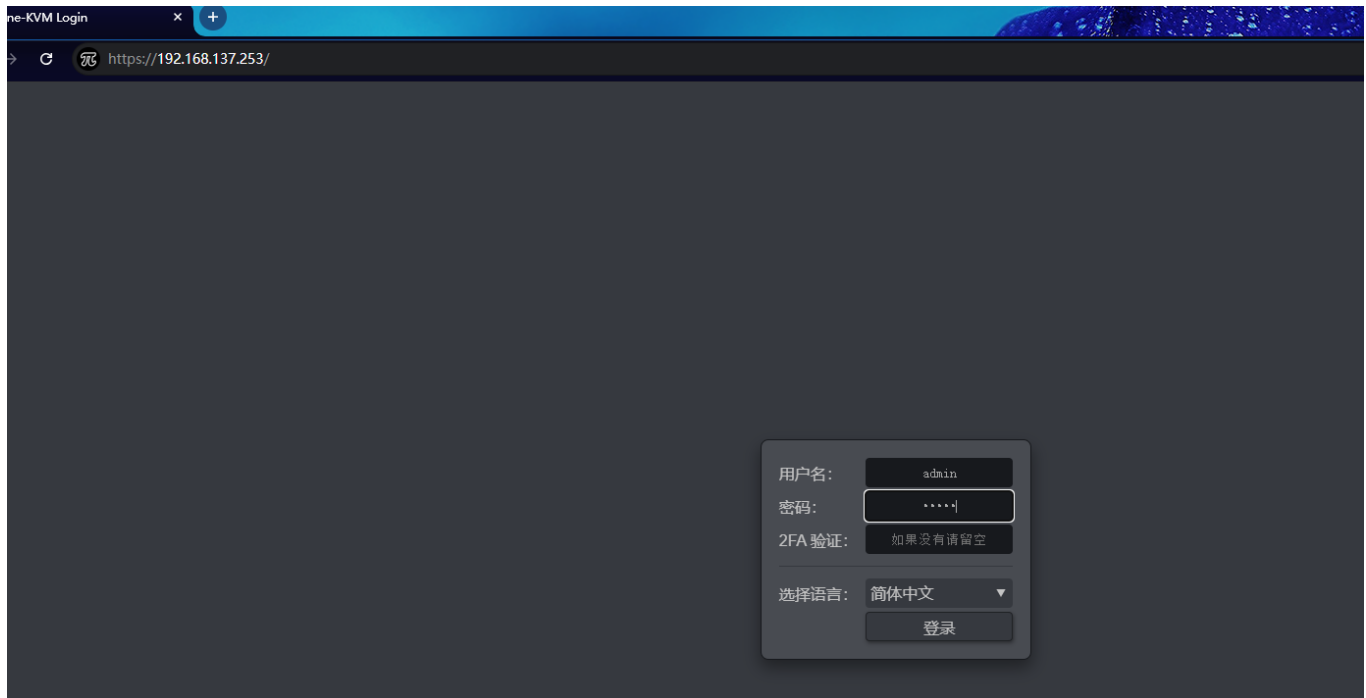 ne-KVM Login
https://192.168.137.253/
用户名: admin
密码: •••••
2FA 验证: 如果没有请留空
选择语言: 简体中文
登录